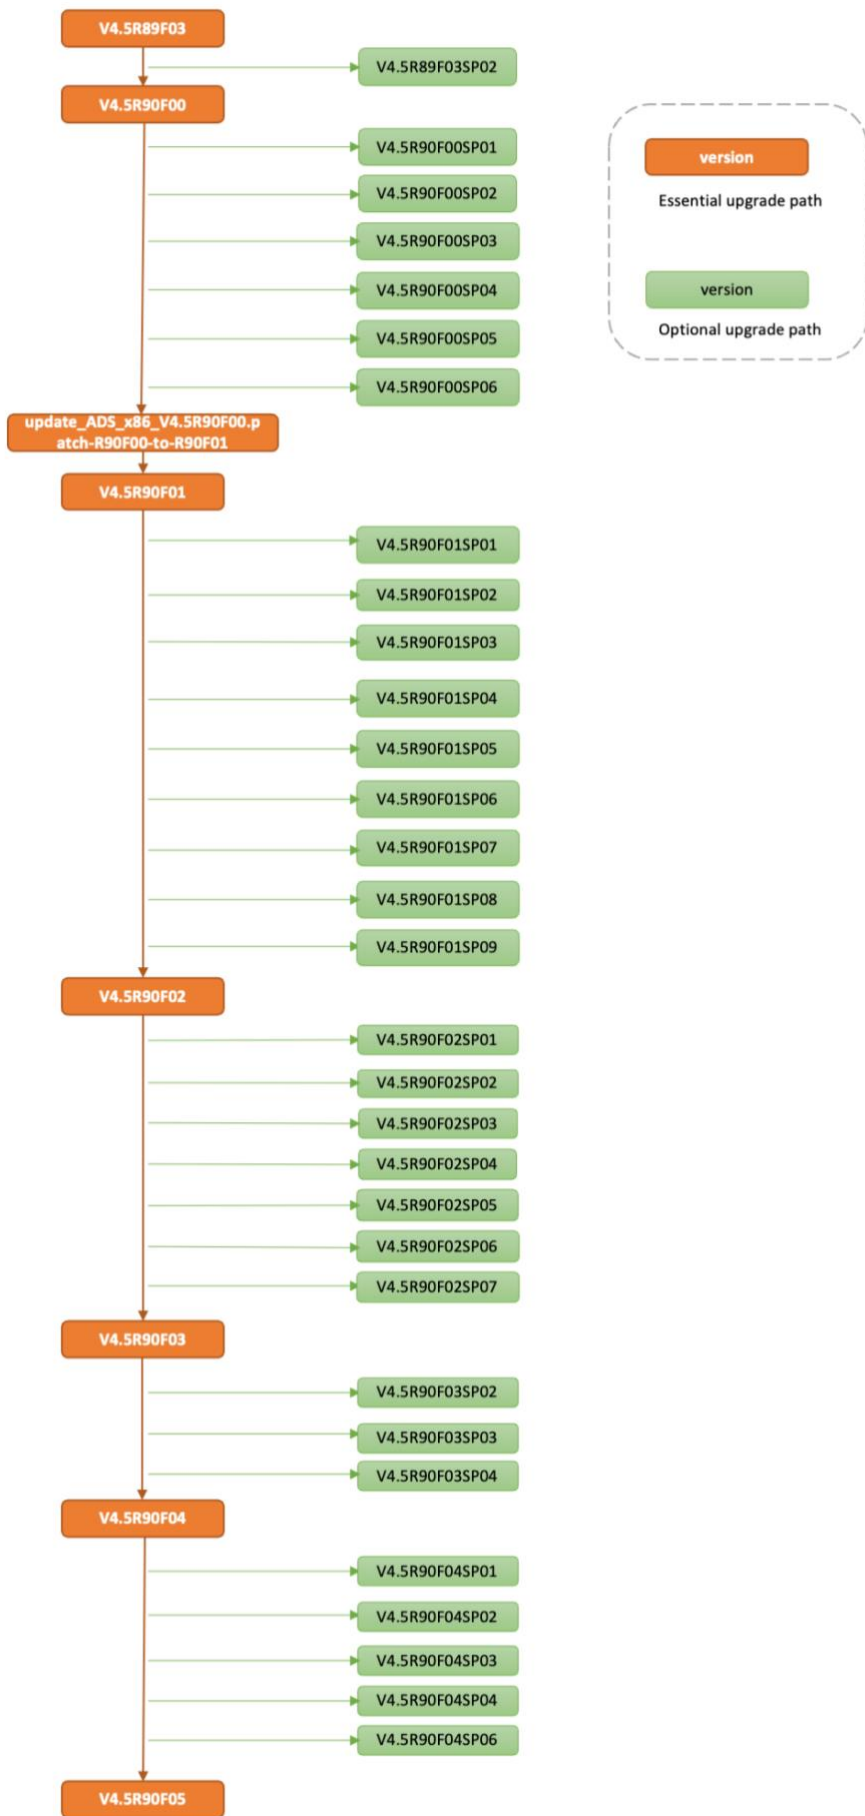 V4.5R89F03
V4.5R89F03SP02
V4.5R90F00
V4.5R90F00SP01
version
Essential upgrade path
V4.5R90F00SP02
V4.5R90F00SP03
V4.5R90F00SP04
version
Optional upgrade path
V4.5R90F00SP05
V4.5R90F00SP06
update_ADS_x86_V4.5R90F00.p
atch-R90F00-to-R90F01
V4.5R90F01
V4.5R90F01SP01
V4.5R90F01SP02
V4.5R90F01SP03
V4.5R90F01SP04
V4.5R90F01SP05
V4.5R90F01SP06
V4.5R90F01SP07
V4.5R90F01SP08
V4.5R90F01SP09
V4.5R90F02
V4.5R90F02SP01
V4.5R90F02SP02
V4.5R90F02SP03
V4.5R90F02SP04
V4.5R90F02SP05
V4.5R90F02SP06
V4.5R90F02SP07
V4.5R90F03
V4.5R90F03SP02
V4.5R90F03SP03
V4.5R90F03SP04
V4.5R90F04
V4.5R90F04SP01
V4.5R90F04SP02
V4.5R90F04SP03
V4.5R90F04SP04
V4.5R90F04SP06
V4.5R90F05